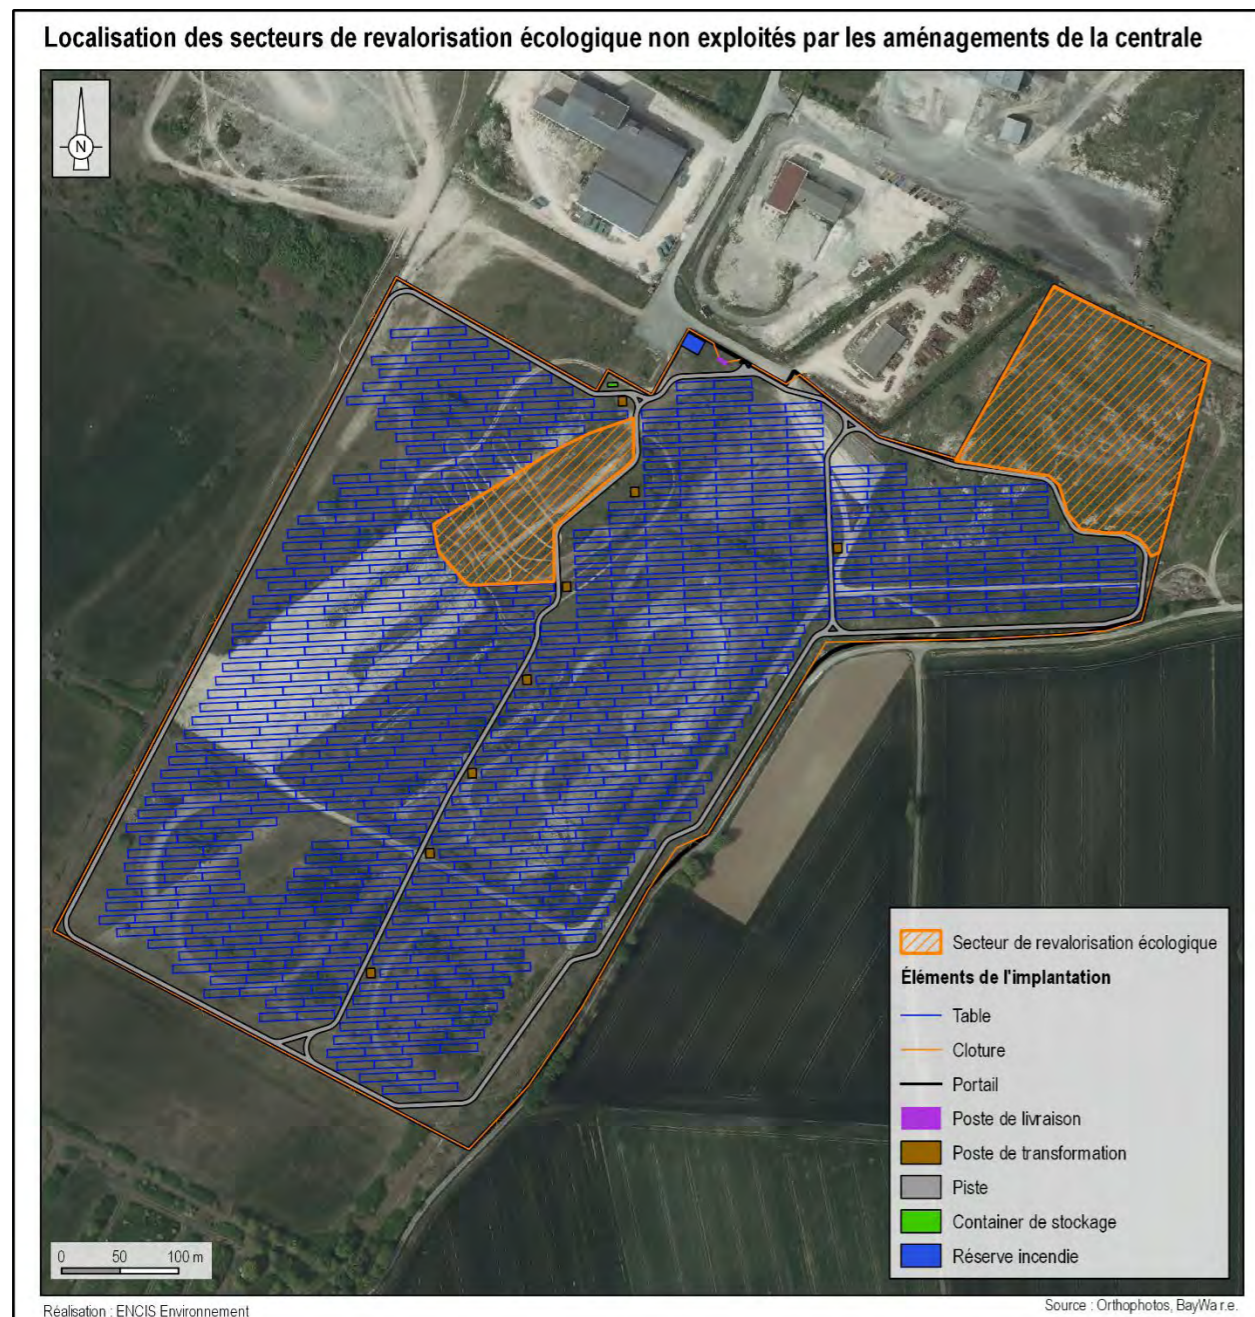 Localisation des secteurs de revalorisation écologique non exploités par les aménagements de la centrale
N
Secteur de revalorisation écologique
Éléments de l'implantation
Table
Cloture
Portail
Poste de livraison
Poste de transformation
Piste
Container de stockage
Réserve incendie
0 50 100 m
Réalisation : ENCIS Environnement
Source : Orthophotos, BayWa r.e.